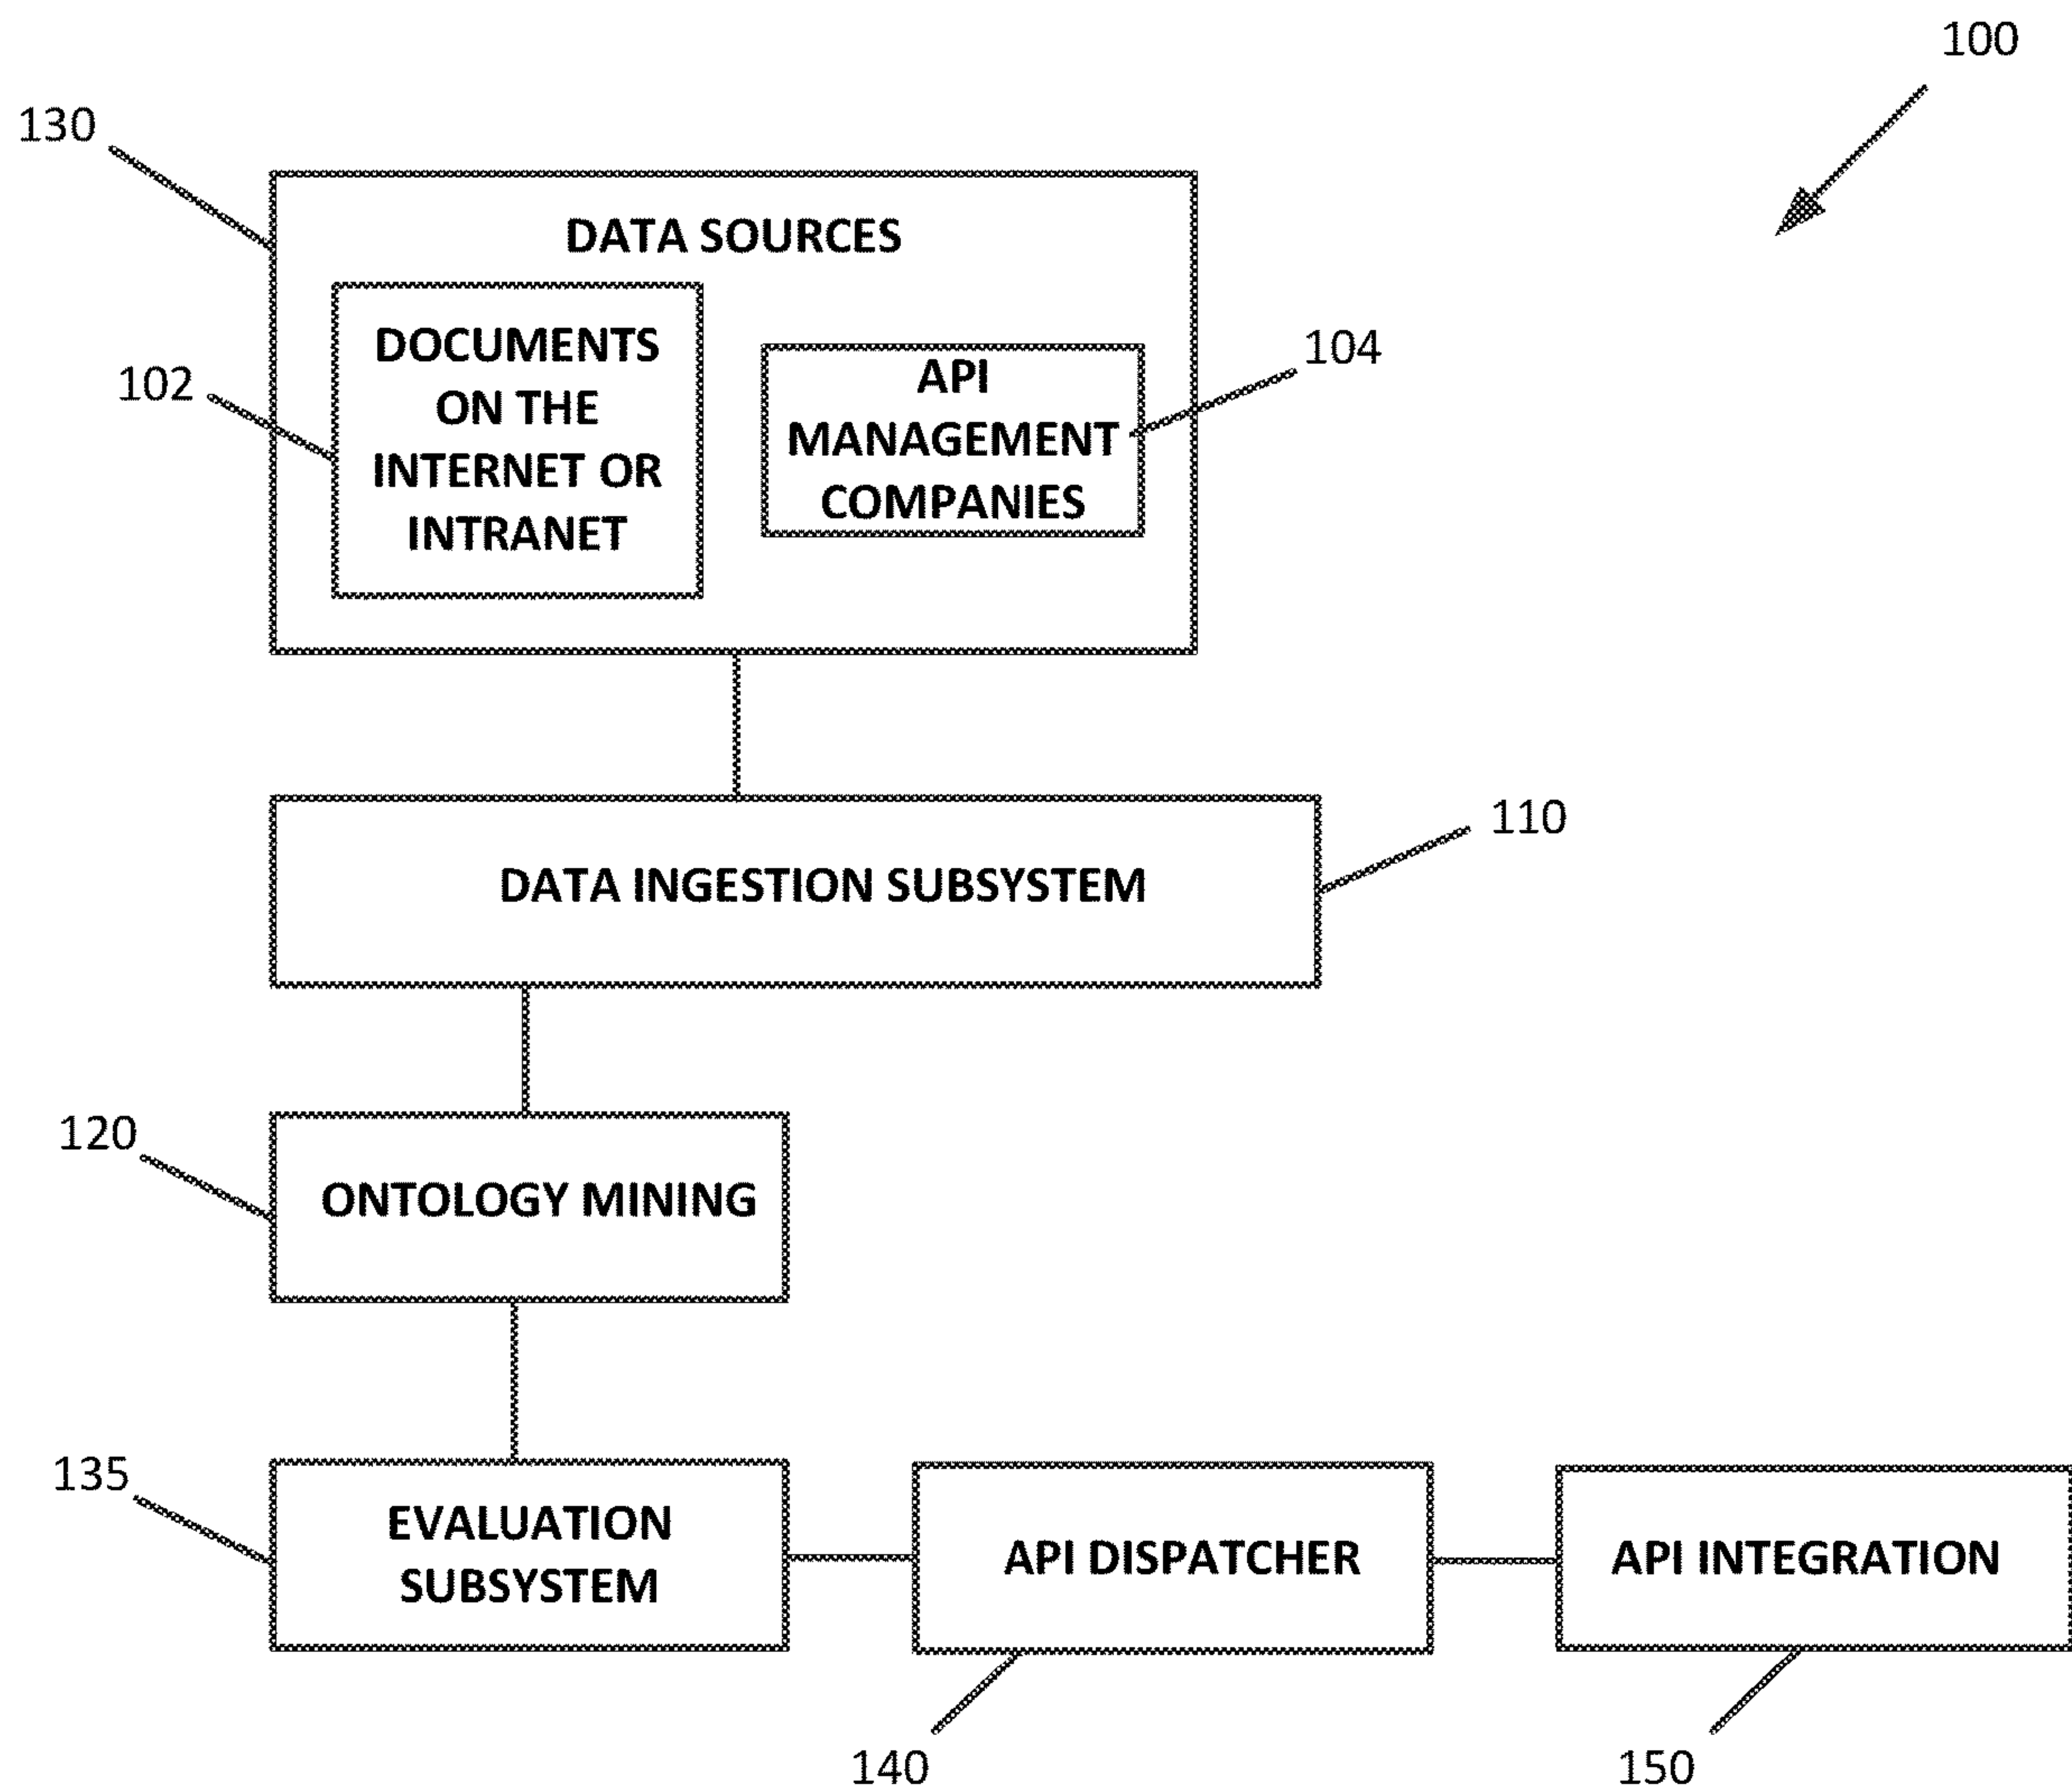 100
130
DATA SOURCES
DOCUMENTS
ON THE
INTERNET OR
INTRANET
102
API
MANAGEMENT
COMPANIES
104
DATA INGESTION SUBSYSTEM
110
120
ONTOLOGY MINING
135
EVALUATION
SUBSYSTEM
API DISPATCHER
API INTEGRATION
140
150